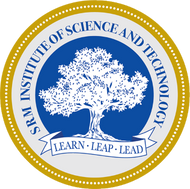 SRM INSTITUTE OF SCIENCE AND TECHNOLOGY
LEARN · LEAP · LEAD